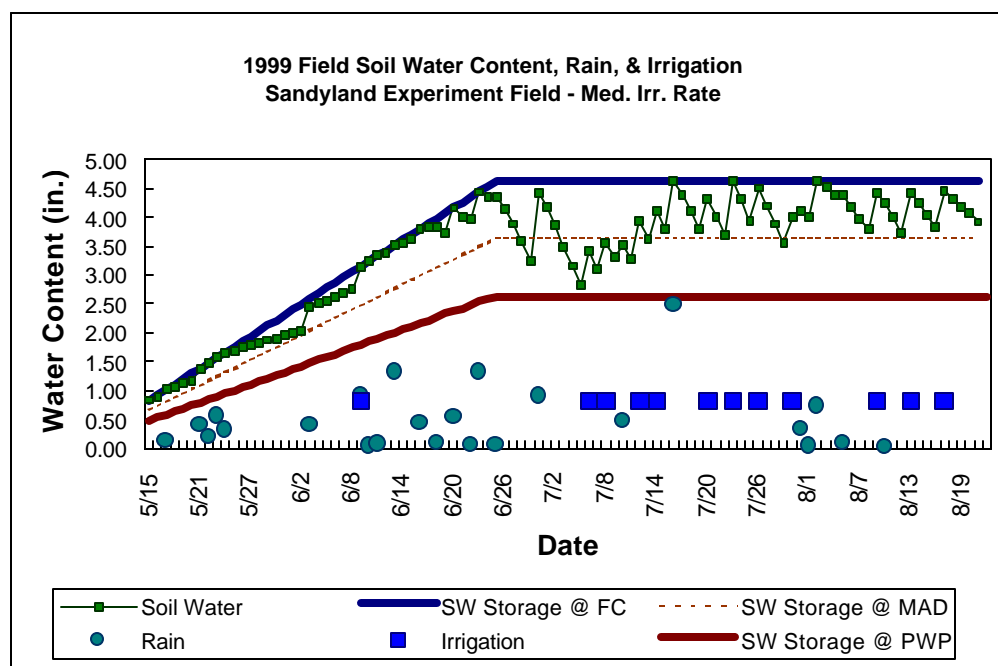 1999 Field Soil Water Content, Rain, & Irrigation
Sandyland Experiment Field - Med. Irr. Rate
Water Content (in.)
5.00
4.50
4.00
3.50
3.00
2.50
2.00
1.50
1.00
0.50
0.00
5/15
5/21
5/27
6/2
6/8
6/14
6/20
6/26
7/2
7/8
7/14
7/20
7/26
8/1
8/7
8/13
8/19
Date
Soil Water
SW Storage @ FC
SW Storage @ MAD
Rain
Irrigation
SW Storage @ PWP